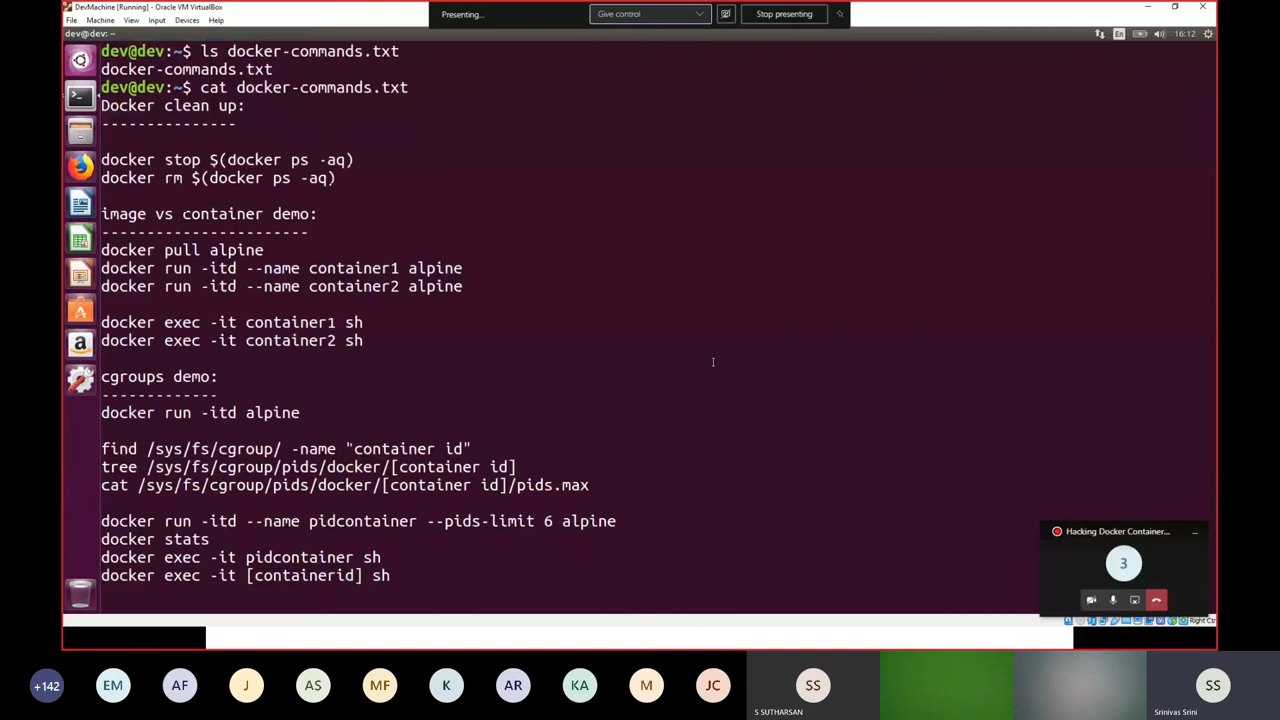 DevMachine [Running] - Oracle VM VirtualBox
File Machine View Input Devices Help
Presenting...
Give control
Stop presenting
dev@dev: ~
En
16:12
dev@dev:~$ ls docker-commands.txt
docker-commands.txt
dev@dev:~$ cat docker-commands.txt
Docker clean up:
---------------
docker stop $(docker ps -aq)
docker rm $(docker ps -aq)
image vs container demo:
-----------------------
docker pull alpine
docker run -itd --name container1 alpine
docker run -itd --name container2 alpine
docker exec -it container1 sh
docker exec -it container2 sh
cgroups demo:
-------------
docker run -itd alpine
find /sys/fs/cgroup/ -name "container id"
tree /sys/fs/cgroup/pids/docker/[container id]
cat /sys/fs/cgroup/pids/docker/[container id]/pids.max
docker run -itd --name pidcontainer --pids-limit 6 alpine
docker stats
docker exec -it pidcontainer sh
docker exec -it [containerid] sh
Hacking Docker Container...
3
Right Ctrl
+142
EM
AF
J
AS
MF
K
AR
KA
M
JC
SS
S SUTHARSAN
SS
Srinivas Srini